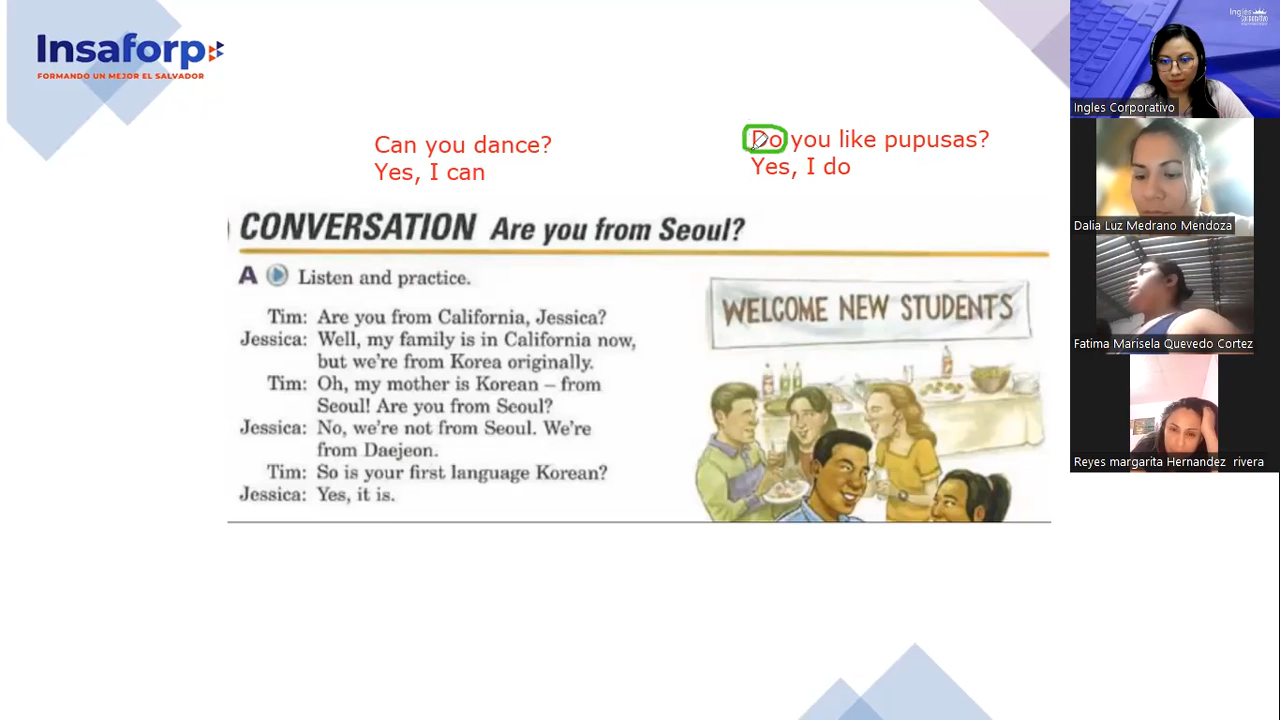 Insaforp
FORMANDO UN MEJOR EL SALVADOR
Can you dance?
Yes, I can
Do you like pupusas?
Yes, I do
CONVERSATION Are you from Seoul?
A Listen and practice.
Tim: Are you from California, Jessica?
Jessica: Well, my family is in California now,
but we're from Korea originally.
Tim: Oh, my mother is Korean – from
Seoul! Are you from Seoul?
Jessica: No, we're not from Seoul. We're
from Daejeon.
Tim: So is your first language Korean?
Jessica: Yes, it is.
WELCOME NEW STUDENTS
Ingles Corporativo
Dalia Luz Medrano Mendoza
Fatima Marisela Quevedo Cortez
Reyes margarita Hernandez rivera